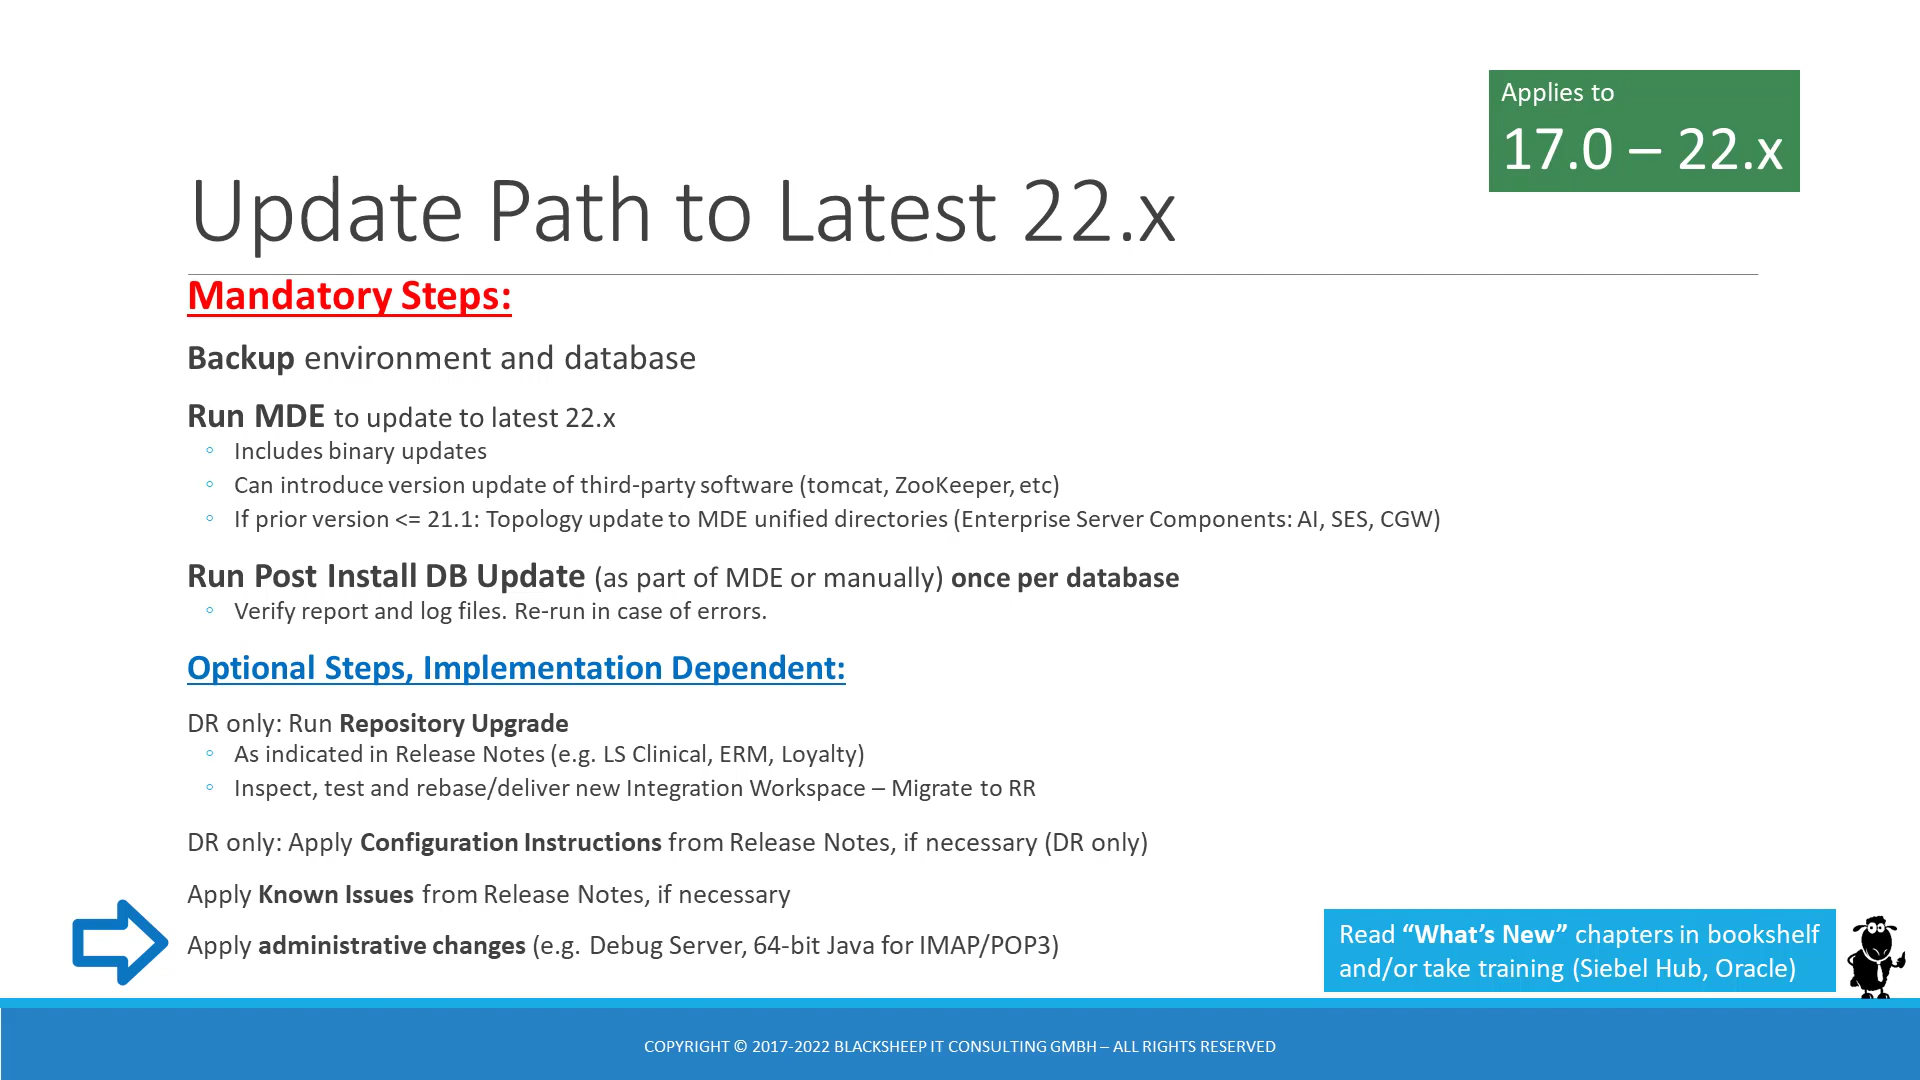 Applies to
17.0 – 22.x
Update Path to Latest 22.x
Mandatory Steps:
Backup environment and database
Run MDE to update to latest 22.x
◦ Includes binary updates
◦ Can introduce version update of third-party software (tomcat, ZooKeeper, etc)
◦ If prior version <= 21.1: Topology update to MDE unified directories (Enterprise Server Components: AI, SES, CGW)
Run Post Install DB Update (as part of MDE or manually) once per database
◦ Verify report and log files. Re-run in case of errors.
Optional Steps, Implementation Dependent:
DR only: Run Repository Upgrade
◦ As indicated in Release Notes (e.g. LS Clinical, ERM, Loyalty)
◦ Inspect, test and rebase/deliver new Integration Workspace – Migrate to RR
DR only: Apply Configuration Instructions from Release Notes, if necessary (DR only)
Apply Known Issues from Release Notes, if necessary
Apply administrative changes (e.g. Debug Server, 64-bit Java for IMAP/POP3)
Read “What’s New” chapters in bookshelf
and/or take training (Siebel Hub, Oracle)
COPYRIGHT © 2017-2022 BLACKSHEEP IT CONSULTING GMBH – ALL RIGHTS RESERVED